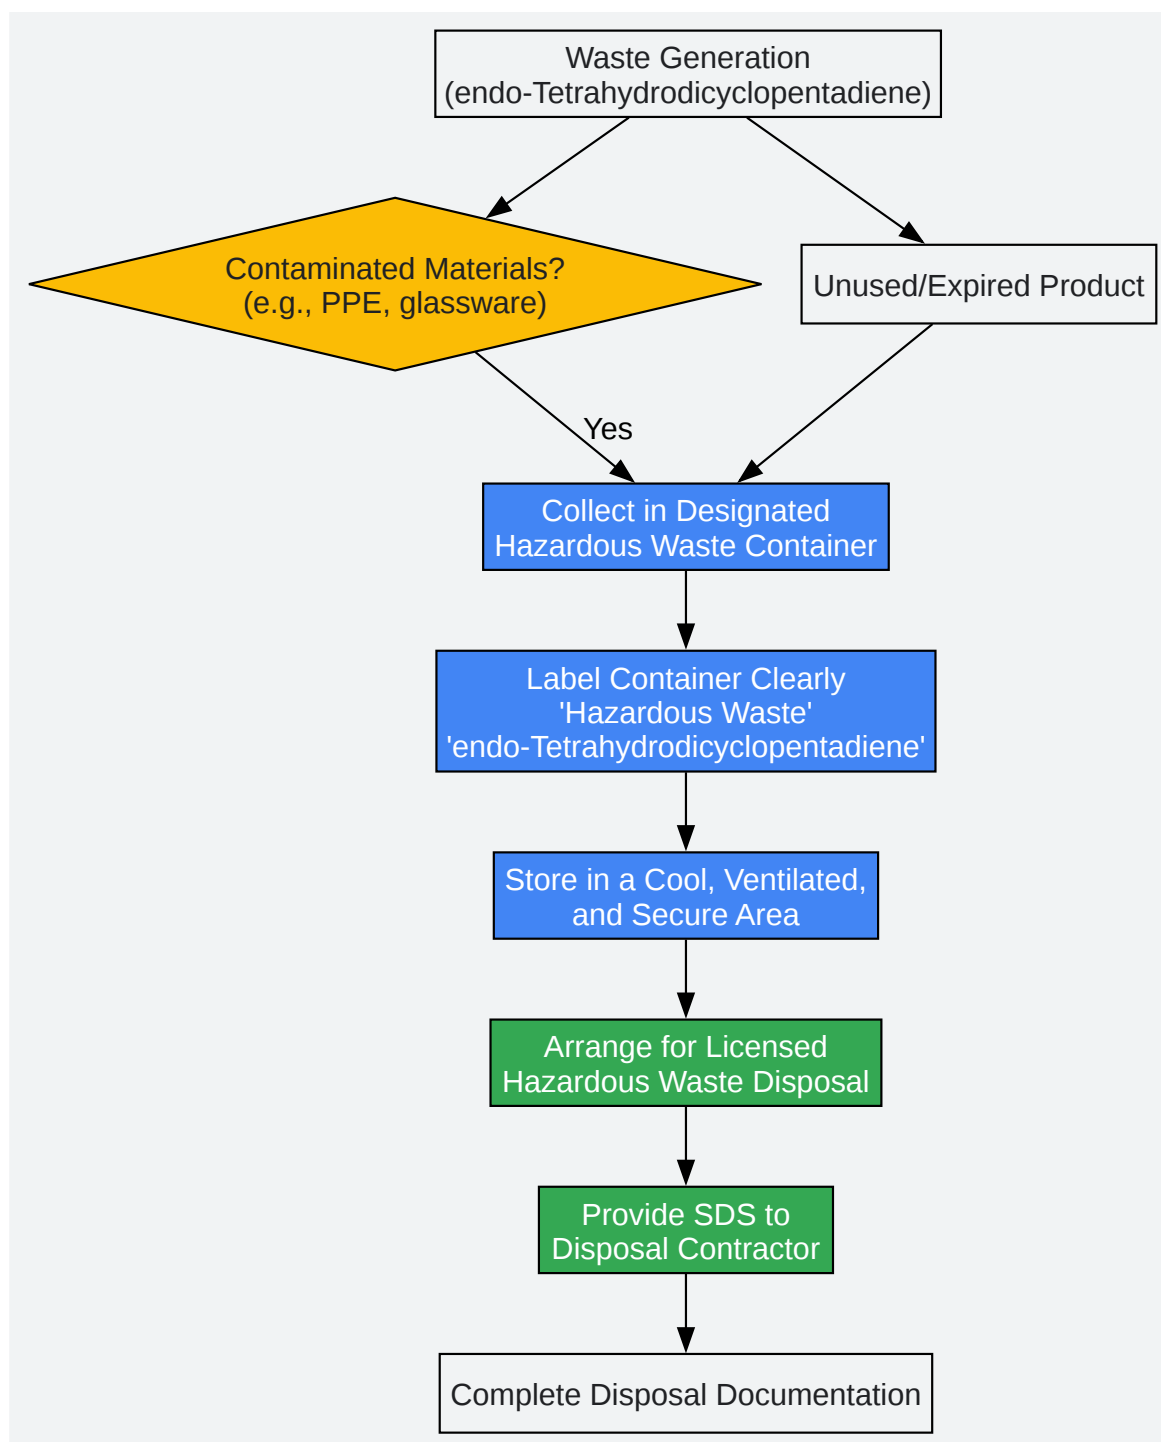 Waste Generation
(endo-Tetrahydrodicyclopentadiene)
Contaminated Materials?
(e.g., PPE, glassware)
Unused/Expired Product
Yes
Collect in Designated
Hazardous Waste Container
Label Container Clearly
'Hazardous Waste'
'endo-Tetrahydrodicyclopentadiene'
Store in a Cool, Ventilated,
and Secure Area
Arrange for Licensed
Hazardous Waste Disposal
Provide SDS to
Disposal Contractor
Complete Disposal Documentation